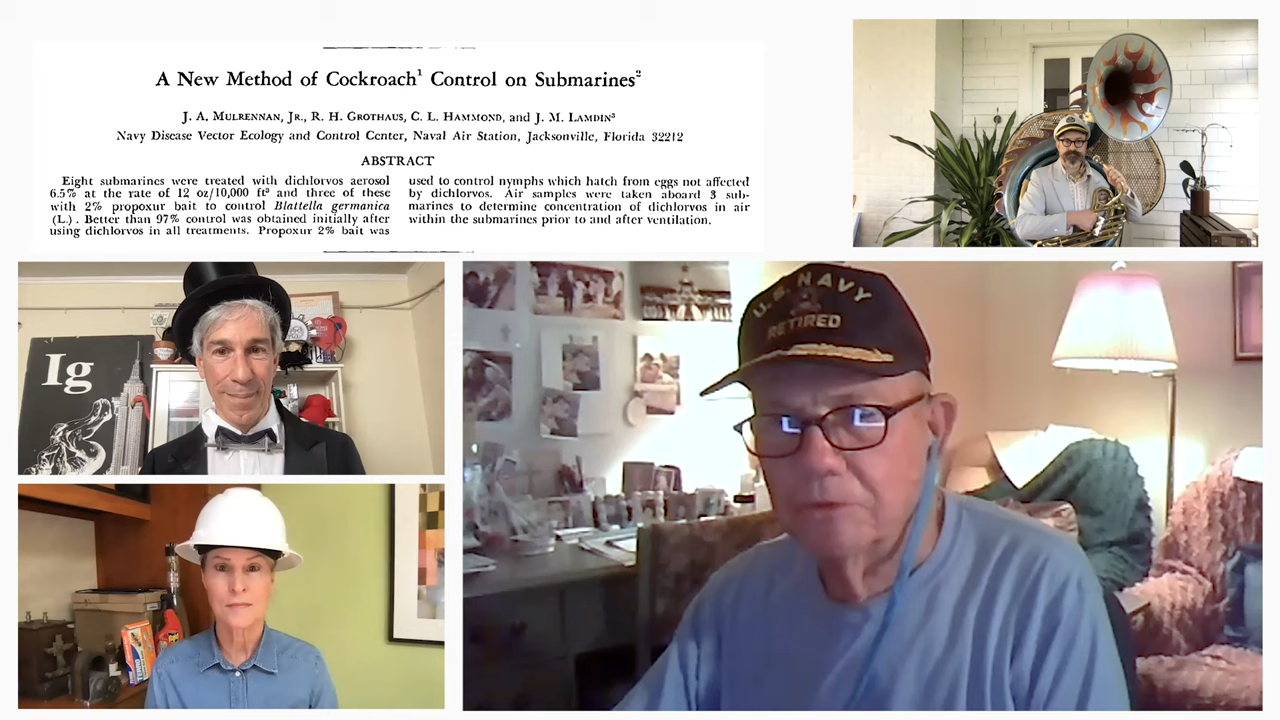 A New Method of Cockroach¹ Control on Submarines²
J. A. Mulrennan, Jr., R. H. Grothaus, C. L. Hammond, and J. M. Lamdin³
Navy Disease Vector Ecology and Control Center, Naval Air Station, Jacksonville, Florida 32212
ABSTRACT
Eight submarines were treated with dichlorvos aerosol
6.5% at the rate of 12 oz/10,000 ft³ and three of these
with 2% propoxur bait to control Blattella germanica
(L.). Better than 97% control was obtained initially after
using dichlorvos in all treatments. Propoxur 2% bait was
used to control nymphs which hatch from eggs not affected
by dichlorvos. Air samples were taken aboard 3 sub-
marines to determine concentration of dichlorvos in air
within the submarines prior to and after ventilation.
Ig
U.S. NAVY
RETIRED